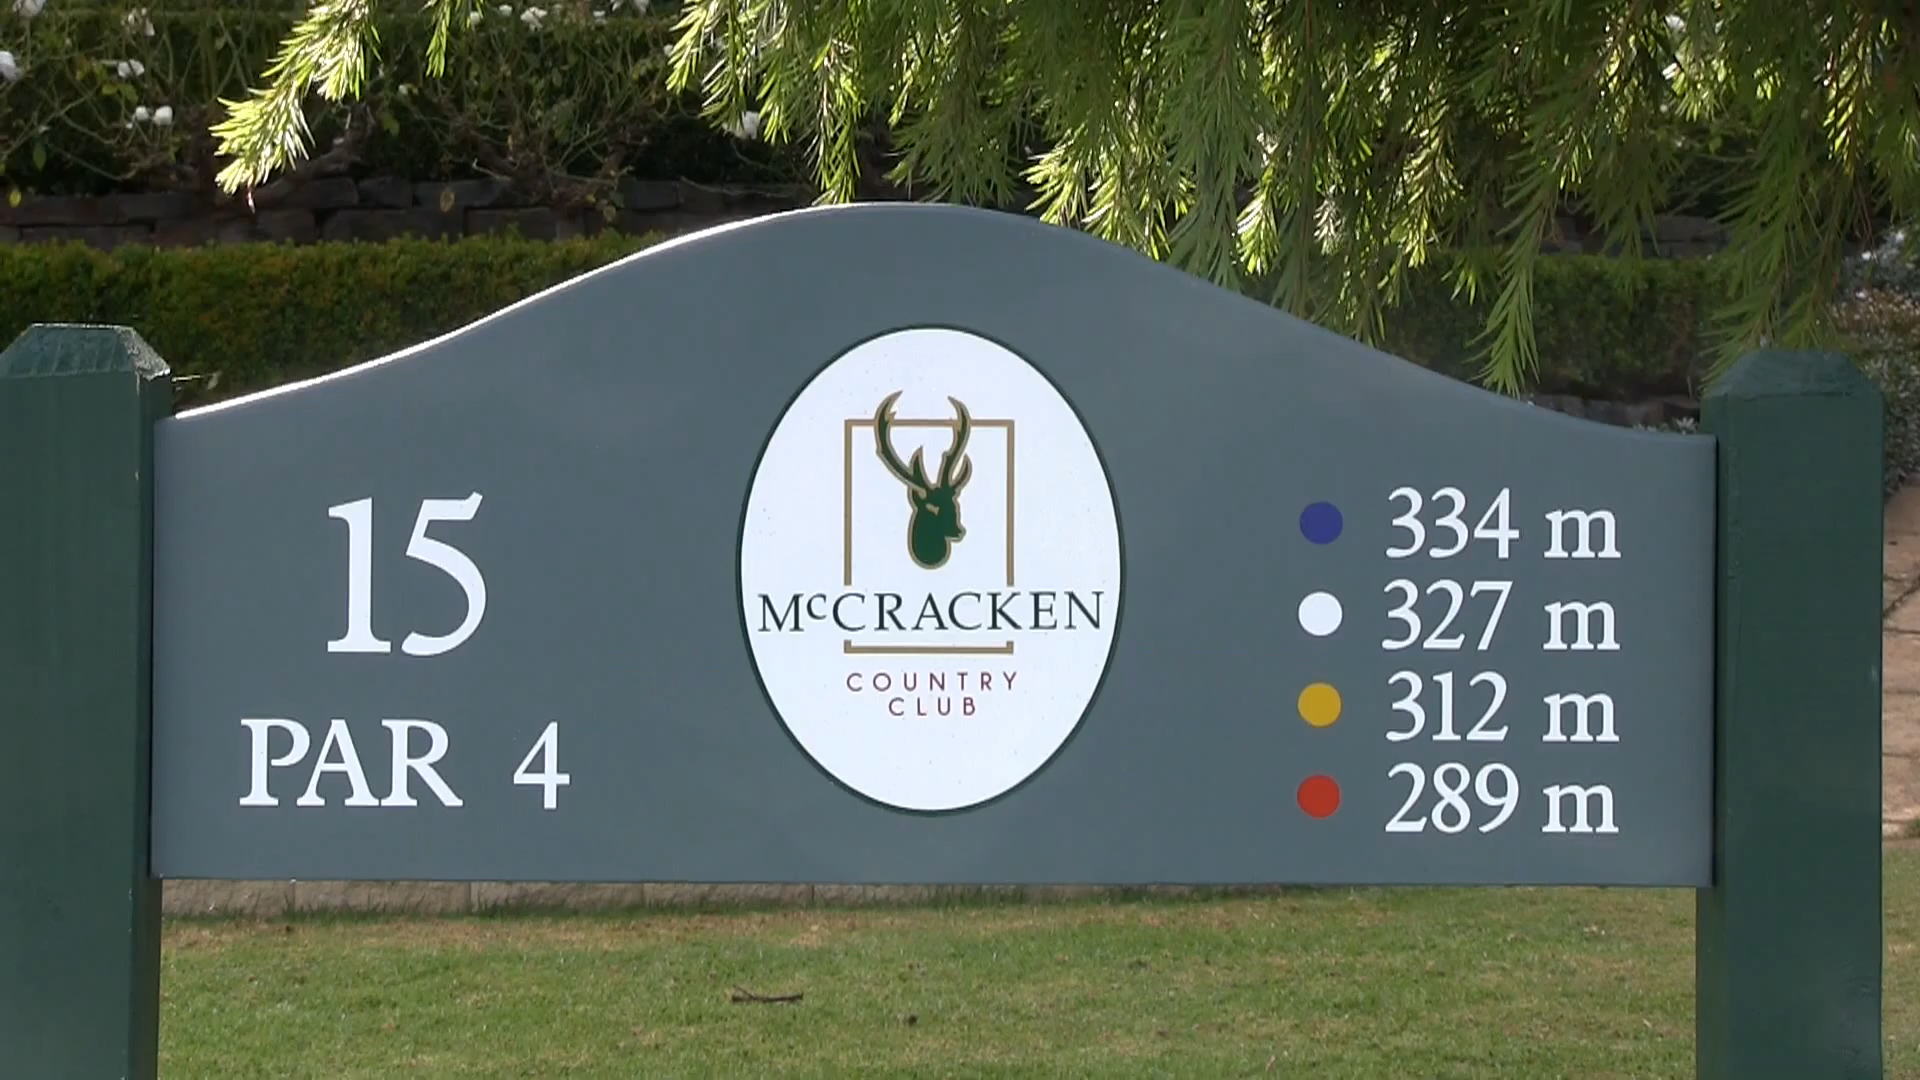 15
PAR 4
McCRACKEN
COUNTRY
CLUB
334 m
327 m
312 m
289 m